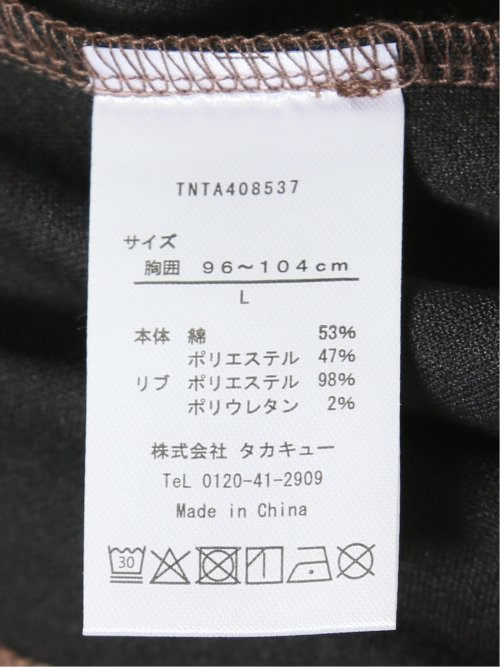 TNTA408537
サイズ
胸囲 96~104cm
L
本体 綿 53%
ポリエステル 47%
リブ ポリエステル 98%
ポリウレタン 2%
株式会社 タカキュー
TeL 0120-41-2909
Made in China
30